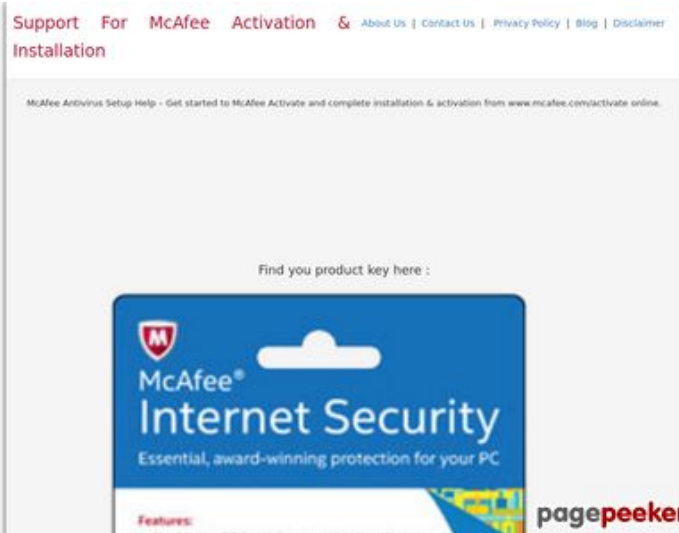 Support For McAfee Activation & About Us | Contact Us | Privacy Policy | Blog | Disclaimer
Installation
McAfee Antivirus Setup Help - Get started to McAfee Activate and complete installation & activation from www.mcafee.com/activate online.
Find you product key here :
McAfee®
Internet Security
Essential, award-winning protection for your PC
Features:
pagepeeker